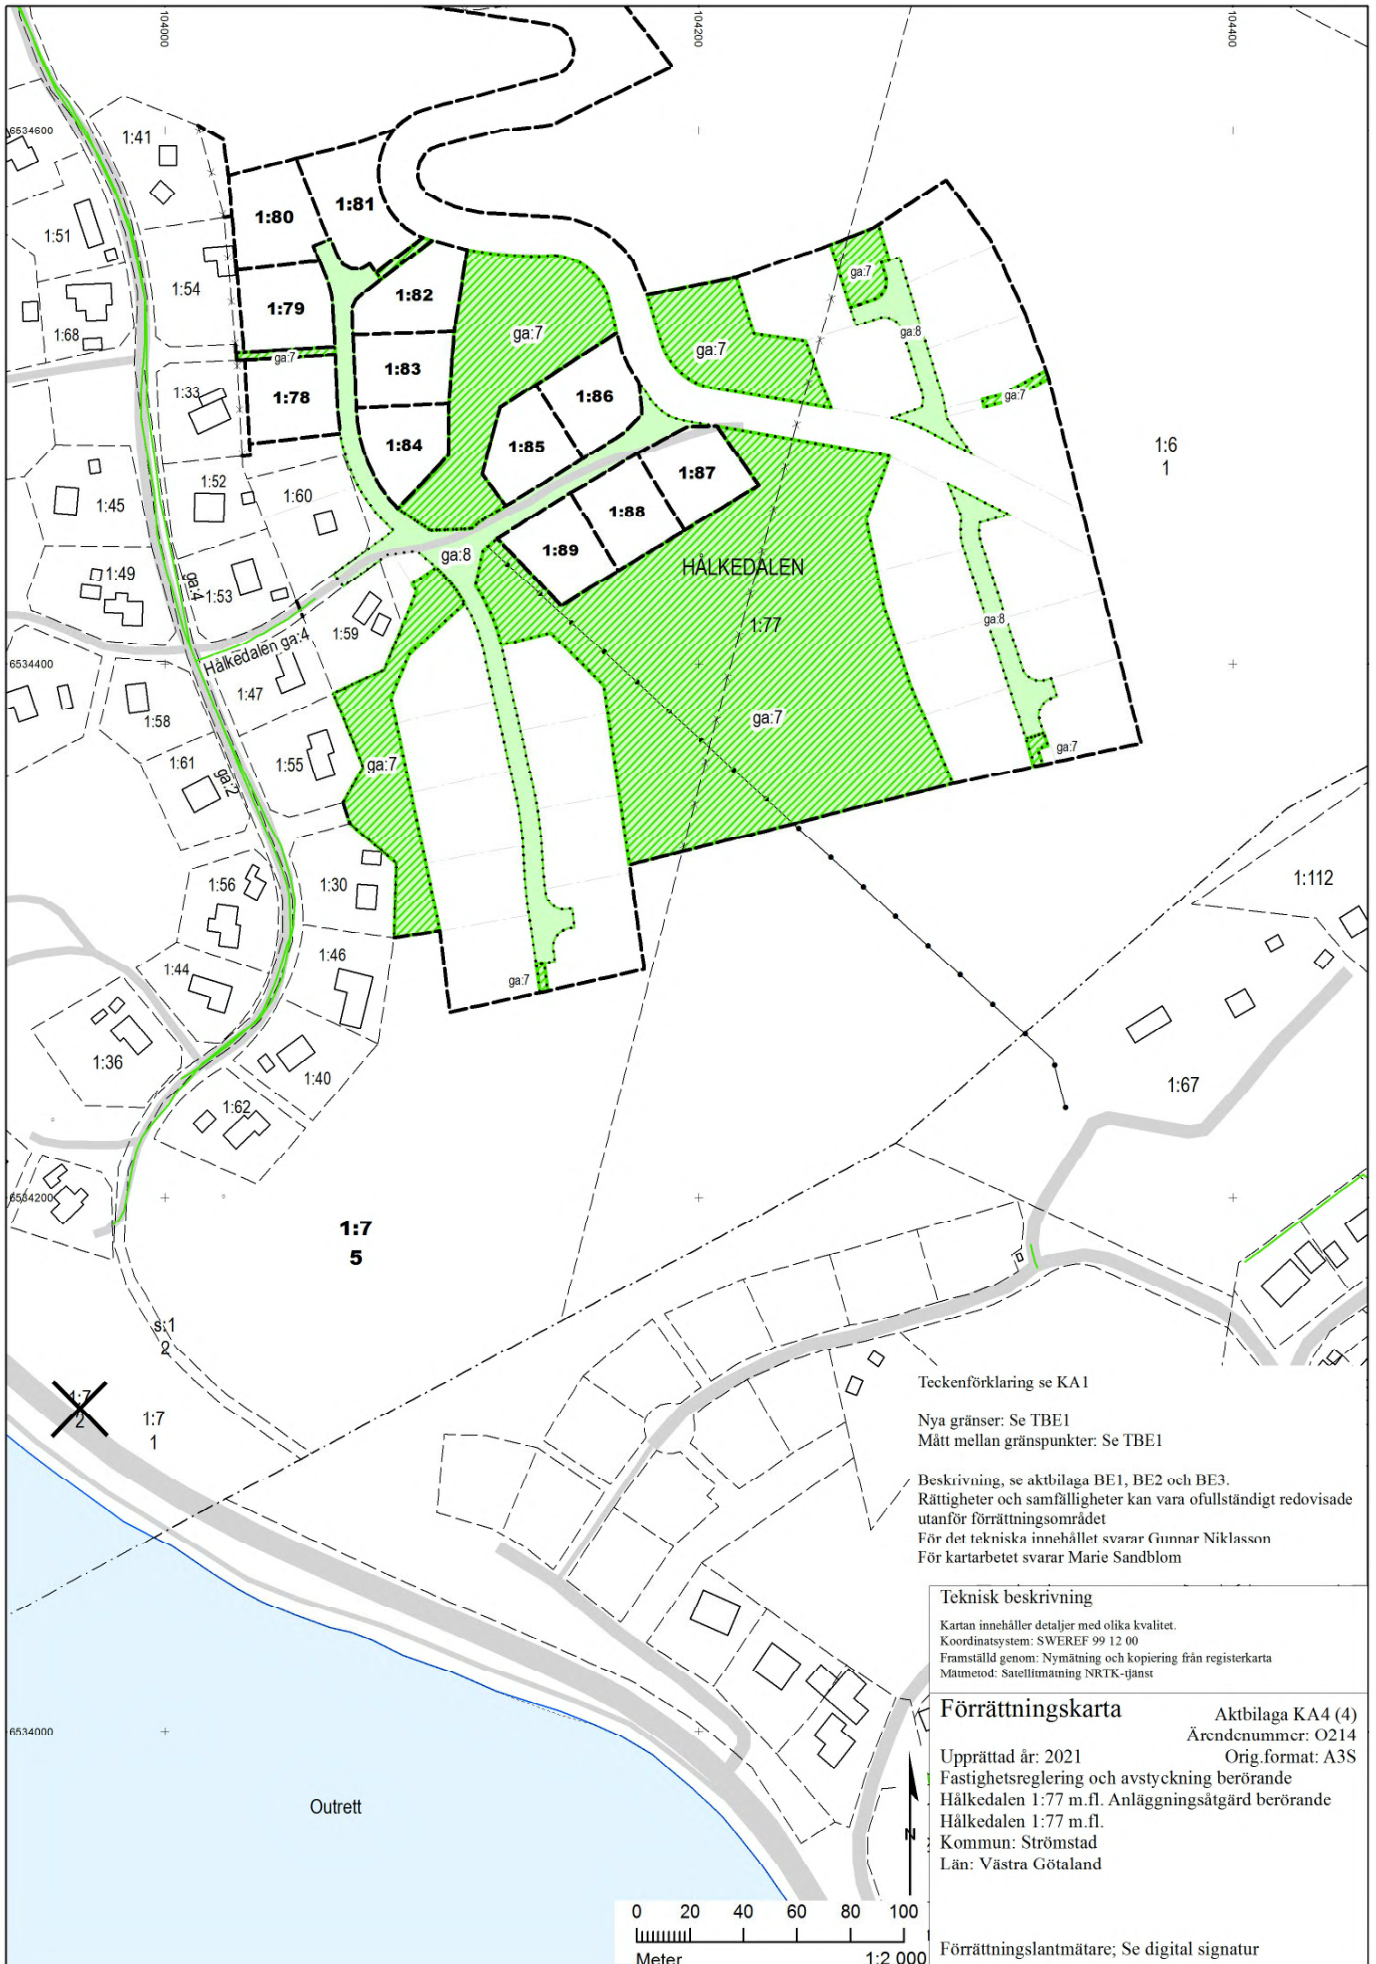 104000
104200
104400
6534600
1:41
1:80
1:81
1:51
1:54
1:79
1:82
ga:7
ga:7
ga:7
ga:8
1:68
ga:7
1:83
1:33
1:78
1:86
ga:7
1:84
1:85
1:6
1
1:87
1:52
1:60
1:45
1:88
ga:8
1:89
HÅLKEDALEN
1:49
ga:4
1:53
1:59
1:77
ga:8
Hålkedalen ga:4
6534400
1:47
1:58
ga:7
ga:7
1:61
ga:2
1:55
ga:7
1:56
1:30
1:112
1:44
1:46
ga:7
1:36
1:40
1:67
1:62
6534200
1:7
5
s:1
2
1:7
2
1:7
1
Teckenförklaring se KA1
Nya gränser: Se TBE1
Mått mellan gränspunkter: Se TBE1
Beskrivning, se aktbilaga BE1, BE2 och BE3.
Rättigheter och samfälligheter kan vara ofullständigt redovisade
utanför förrättningsområdet
För det tekniska innehållet svarar Gunnar Niklasson
För kartarbetet svarar Marie Sandblom
Teknisk beskrivning
Kartan innehåller detaljer med olika kvalitet.
Koordinatsystem: SWEREF 99 12 00
Framställd genom: Nymätning och kopiering från registerkarta
Mätmetod: Satellitmätning NRTK-tjänst
6534000
Förrättningskarta
Aktbilaga KA4 (4)
Ärendenummer: O214
Upprättad år: 2021
Orig.format: A3S
Fastighetsreglering och avstyckning berörande
Hålkedalen 1:77 m.fl. Anläggningsåtgärd berörande
Hålkedalen 1:77 m.fl.
Kommun: Strömstad
Län: Västra Götaland
Outrett
N
0 20 40 60 80 100
Meter 1:2 000
Förrättningslantmätare; Se digital signatur